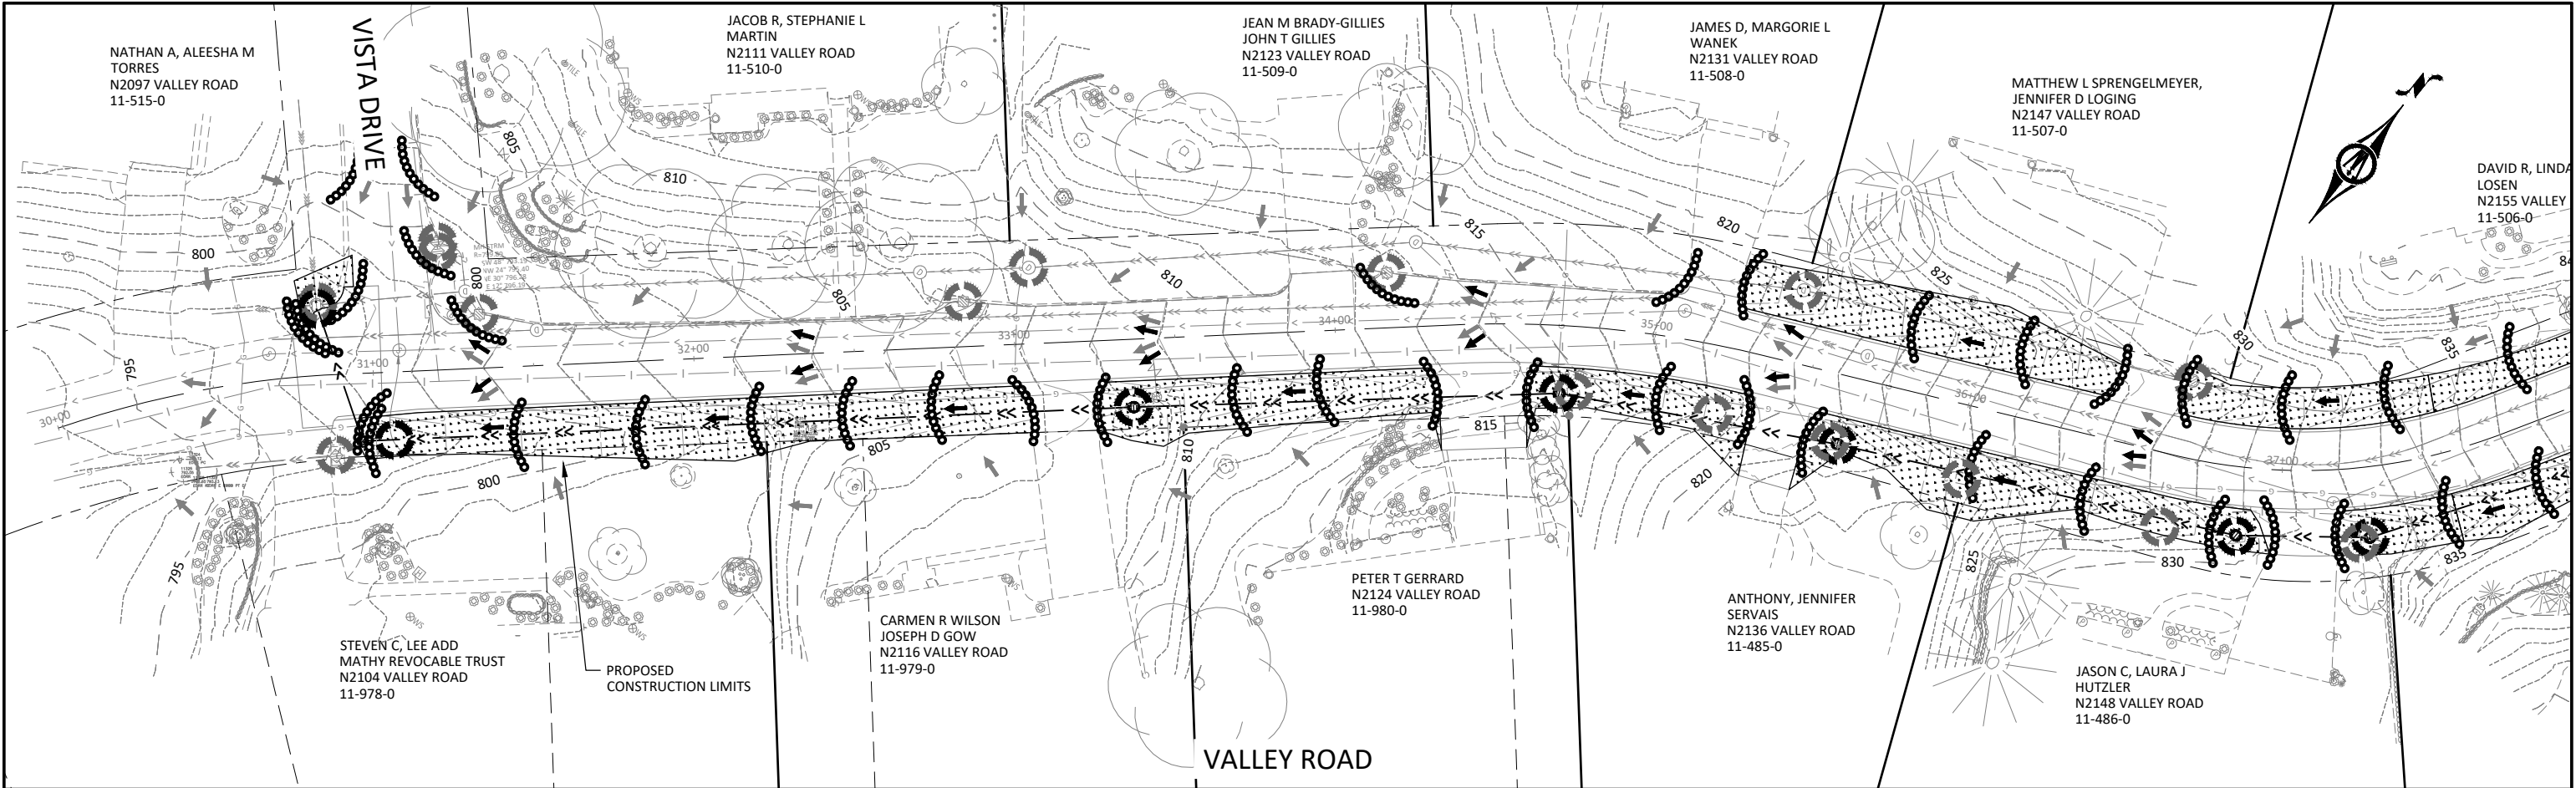 NATHAN A, ALEESHA M
TORRES
N2097 VALLEY ROAD
11-515-0
VISTA DRIVE
JACOB R, STEPHANIE L
MARTIN
N2111 VALLEY ROAD
11-510-0
JEAN M BRADY-GILLIES
JOHN T GILLIES
N2123 VALLEY ROAD
11-509-0
JAMES D, MARGORIE L
WANEK
N2131 VALLEY ROAD
11-508-0
MATTHEW L SPRENGELMEYER,
JENNIFER D LOGING
N2147 VALLEY ROAD
11-507-0
DAVID R, LINDA
LOSEN
N2155 VALLEY
11-506-0
N
805
810
800
800
805
810
815
820
825
830
835
84
795
30+00
31+00
32+00
33+00
34+00
35+00
36+00
37+00
795
800
805
810
815
820
825
830
835
STEVEN C, LEE ADD
MATHY REVOCABLE TRUST
N2104 VALLEY ROAD
11-978-0
PROPOSED
CONSTRUCTION LIMITS
CARMEN R WILSON
JOSEPH D GOW
N2116 VALLEY ROAD
11-979-0
PETER T GERRARD
N2124 VALLEY ROAD
11-980-0
ANTHONY, JENNIFER
SERVAIS
N2136 VALLEY ROAD
11-485-0
JASON C, LAURA J
HUTZLER
N2148 VALLEY ROAD
11-486-0
VALLEY ROAD